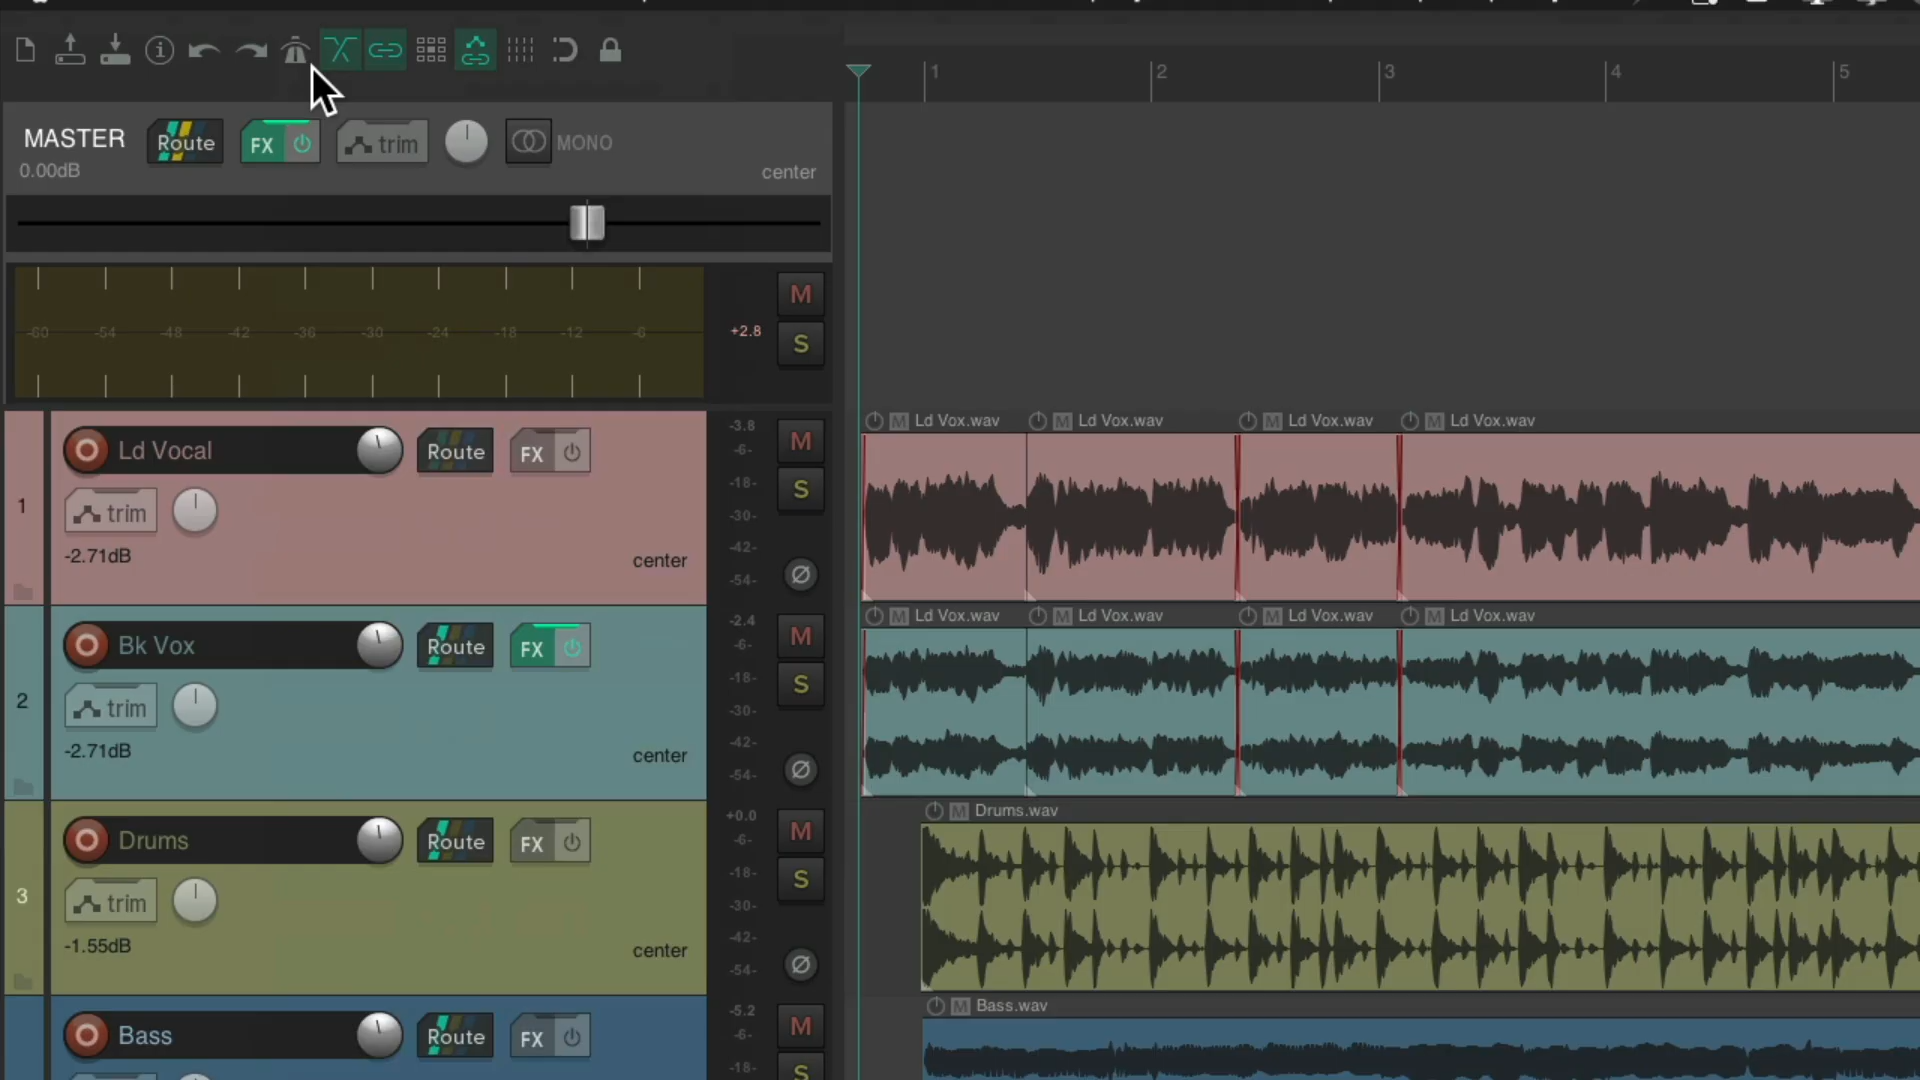 1 2 3 4 5
MASTER Route FX trim MONO
0.00dB center
M
-60 -54 -48 -42 -36 -30 -24 -18 -12 -6 +2.8
S
Ld Vox.wav M Ld Vox.wav M Ld Vox.wav M Ld Vox.wav
1 Ld Vocal Route FX -3.8 M
-6-
-18- S
trim -30-
-2.71dB center -42-
-54-
M Ld Vox.wav M Ld Vox.wav M Ld Vox.wav M Ld Vox.wav
2 Bk Vox Route FX -2.4 M
-6-
-18- S
trim -30-
-2.71dB center -42-
-54-
M Drums.wav
3 Drums Route FX +0.0 M
-6-
-18- S
trim -30-
-1.55dB center -42-
-54-
M Bass.wav
Bass Route FX -5.2 M
-6-
-18- S